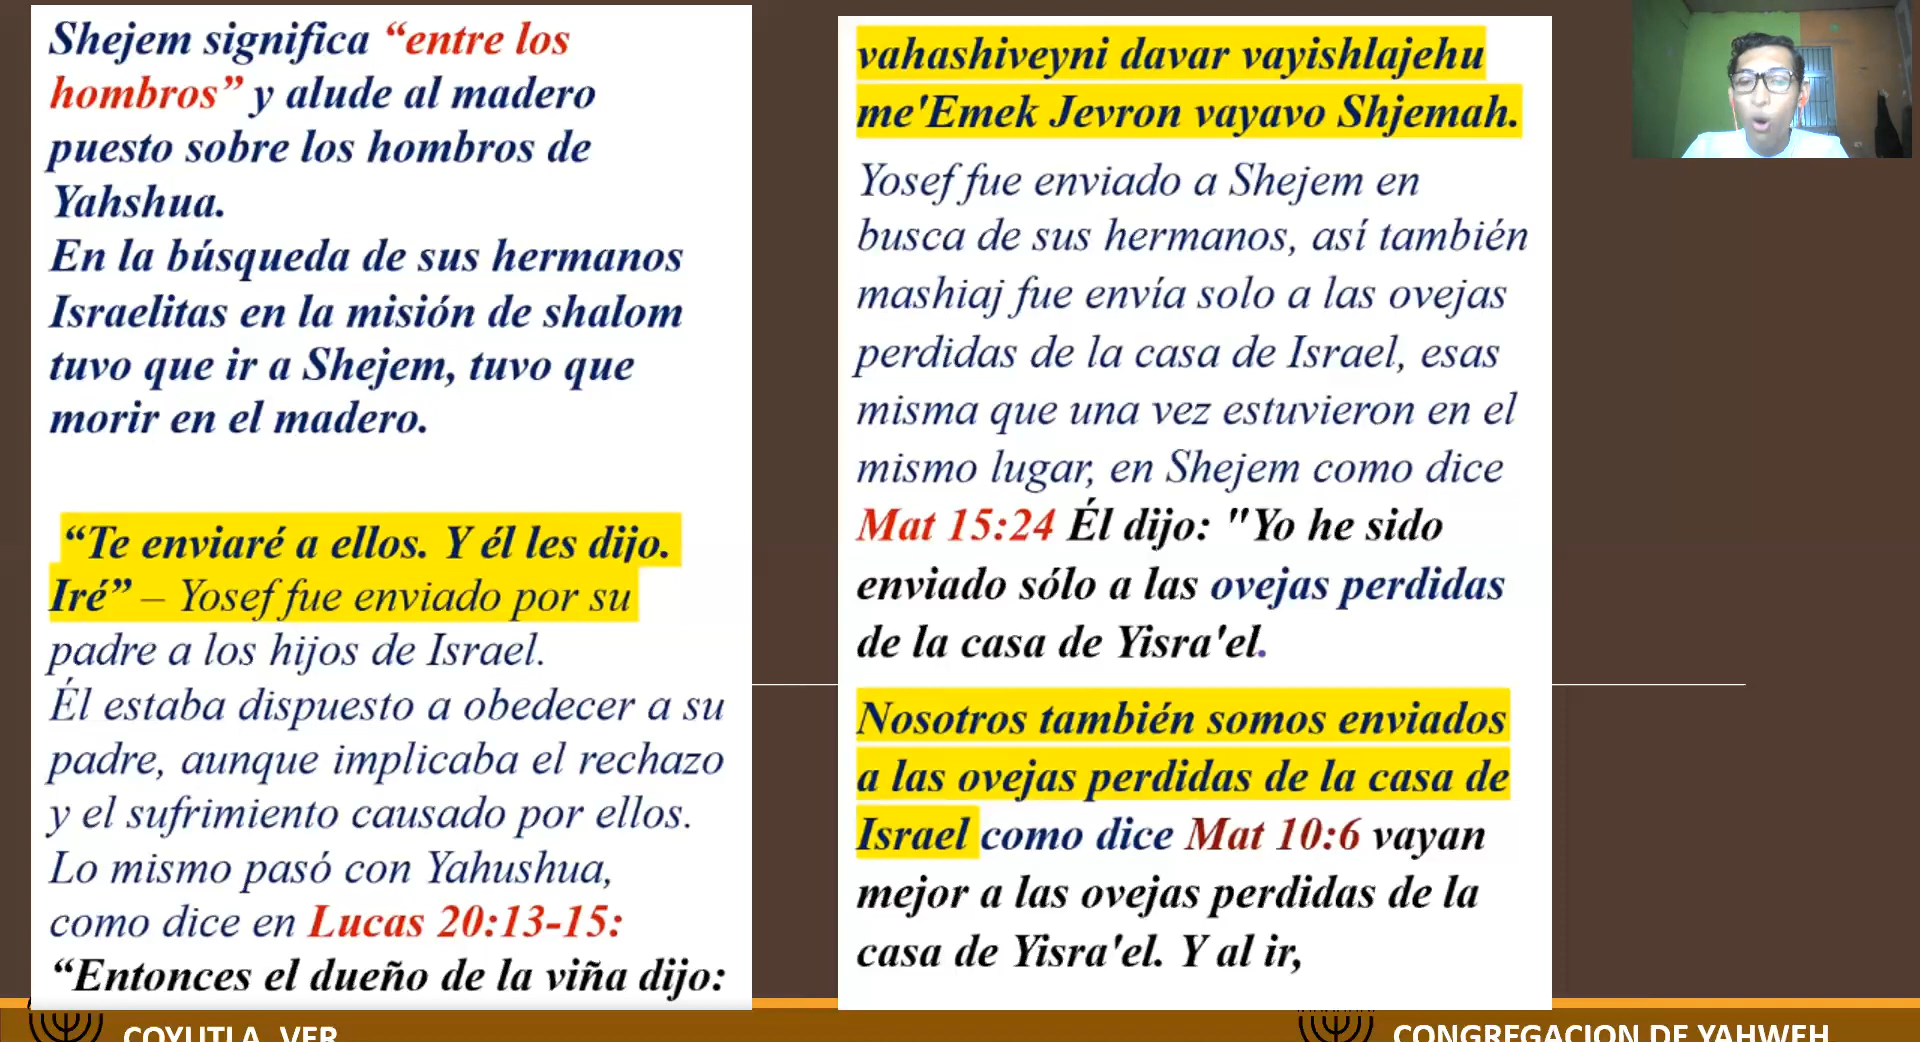 Shejem significa “entre los
hombros” y alude al madero
puesto sobre los hombros de
Yahshua.
En la búsqueda de sus hermanos
Israelitas en la misión de shalom
tuvo que ir a Shejem, tuvo que
morir en el madero.
“Te enviaré a ellos. Y él les dijo.
Iré” – Yosef fue enviado por su
padre a los hijos de Israel.
Él estaba dispuesto a obedecer a su
padre, aunque implicaba el rechazo
y el sufrimiento causado por ellos.
Lo mismo pasó con Yahushua,
como dice en Lucas 20:13-15:
“Entonces el dueño de la viña dijo:
vahashiveyni davar vayishlajehu
me'Emek Jevron vayavo Shjemah.
Yosef fue enviado a Shejem en
busca de sus hermanos, así también
mashiaj fue envía solo a las ovejas
perdidas de la casa de Israel, esas
misma que una vez estuvieron en el
mismo lugar, en Shejem como dice
Mat 15:24 Él dijo: "Yo he sido
enviado sólo a las ovejas perdidas
de la casa de Yisra'el.
Nosotros también somos enviados
a las ovejas perdidas de la casa de
Israel como dice Mat 10:6 vayan
mejor a las ovejas perdidas de la
casa de Yisra'el. Y al ir,
COYUTLA, VER
CONGREGACION DE YAHWEH